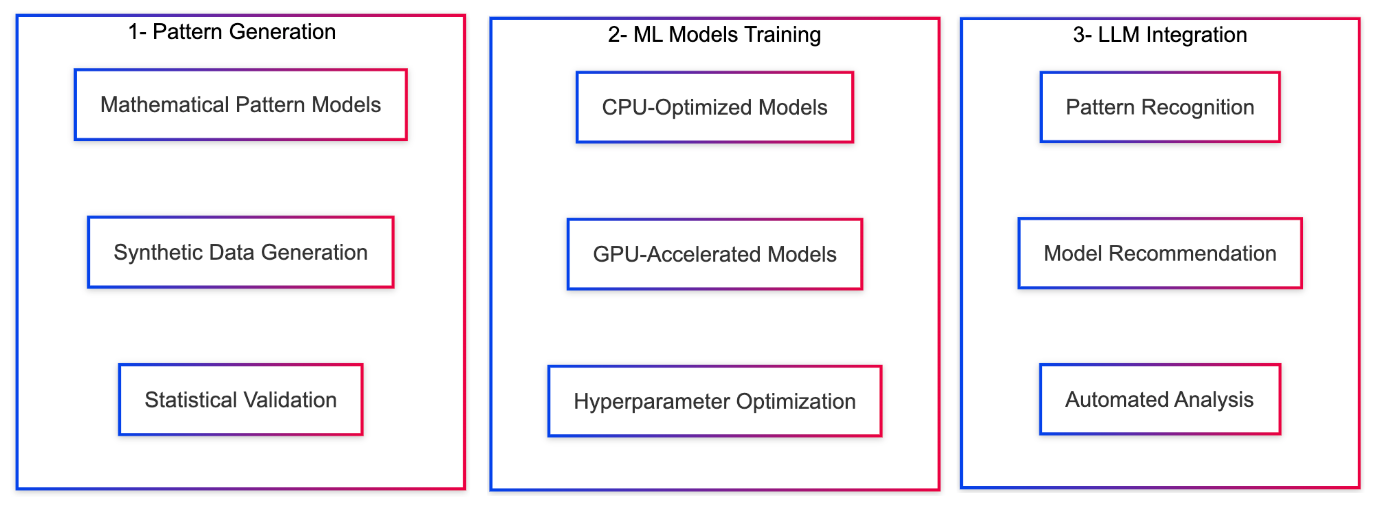 1- Pattern Generation
Mathematical Pattern Models
Synthetic Data Generation
Statistical Validation
2- ML Models Training
CPU-Optimized Models
GPU-Accelerated Models
Hyperparameter Optimization
3- LLM Integration
Pattern Recognition
Model Recommendation
Automated Analysis